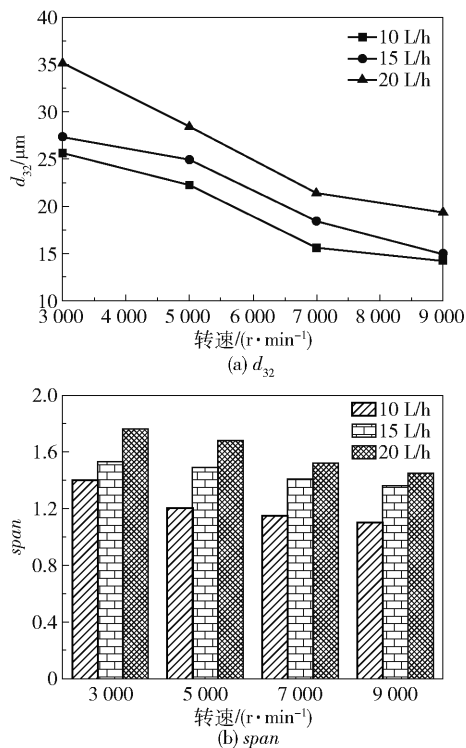 40
35
30
25
20
15
10
d32/μm
10 L/h
15 L/h
20 L/h
3 000 4 000 5 000 6 000 7 000 8 000 9 000
转速/(r·min⁻¹)
(a) d32
2.0
1.6
1.2
0.8
0.4
0
span
10 L/h
15 L/h
20 L/h
3 000 5 000 7 000 9 000
转速/(r·min⁻¹)
(b) span